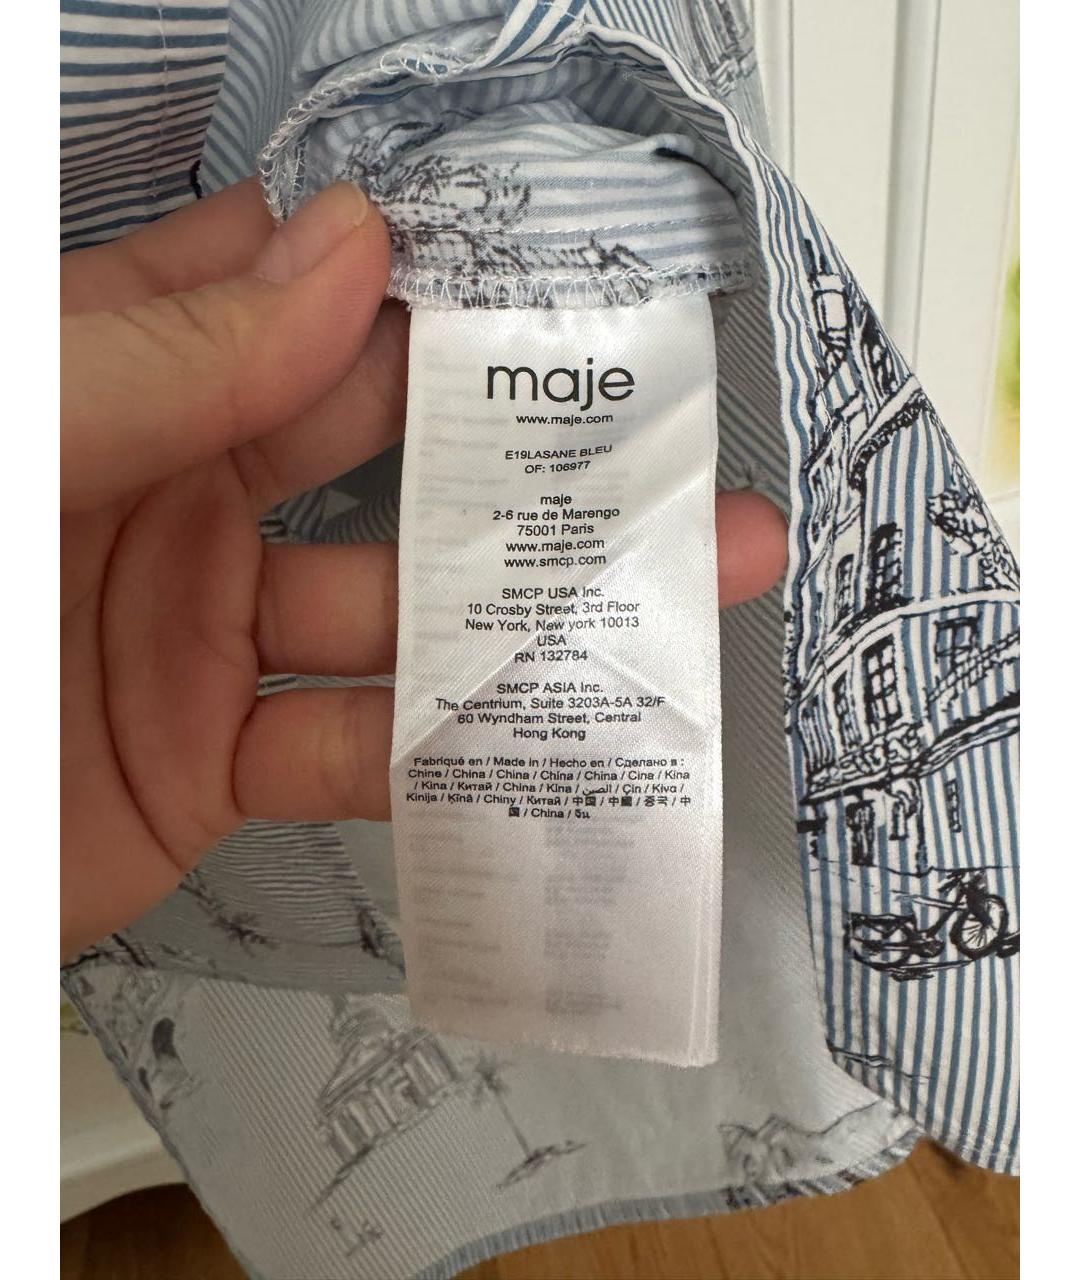 maje
www.maje.com
E19LASANE BLEU
OF: 106977
maje
2-6 rue de Marengo
75001 Paris
www.maje.com
www.smcp.com
SMCP USA Inc.
10 Crosby Street, 3rd Floor
New York, New york 10013
USA
RN 132784
SMCP ASIA Inc.
The Centrium, Suite 3203A-5A 32/F
60 Wyndham Street, Central
Hong Kong
Fabriqué en / Made in / Hecho en / Сделано в :
Chine / China / China / China / China / Cina / Kina
/ Kina / Китай / China / Kína / الصين / Çin / Kıva /
Kinija / Ķīnā / Chiny / Китай / 中国 / 中國 / 중국 / 中
国 / China / จีน